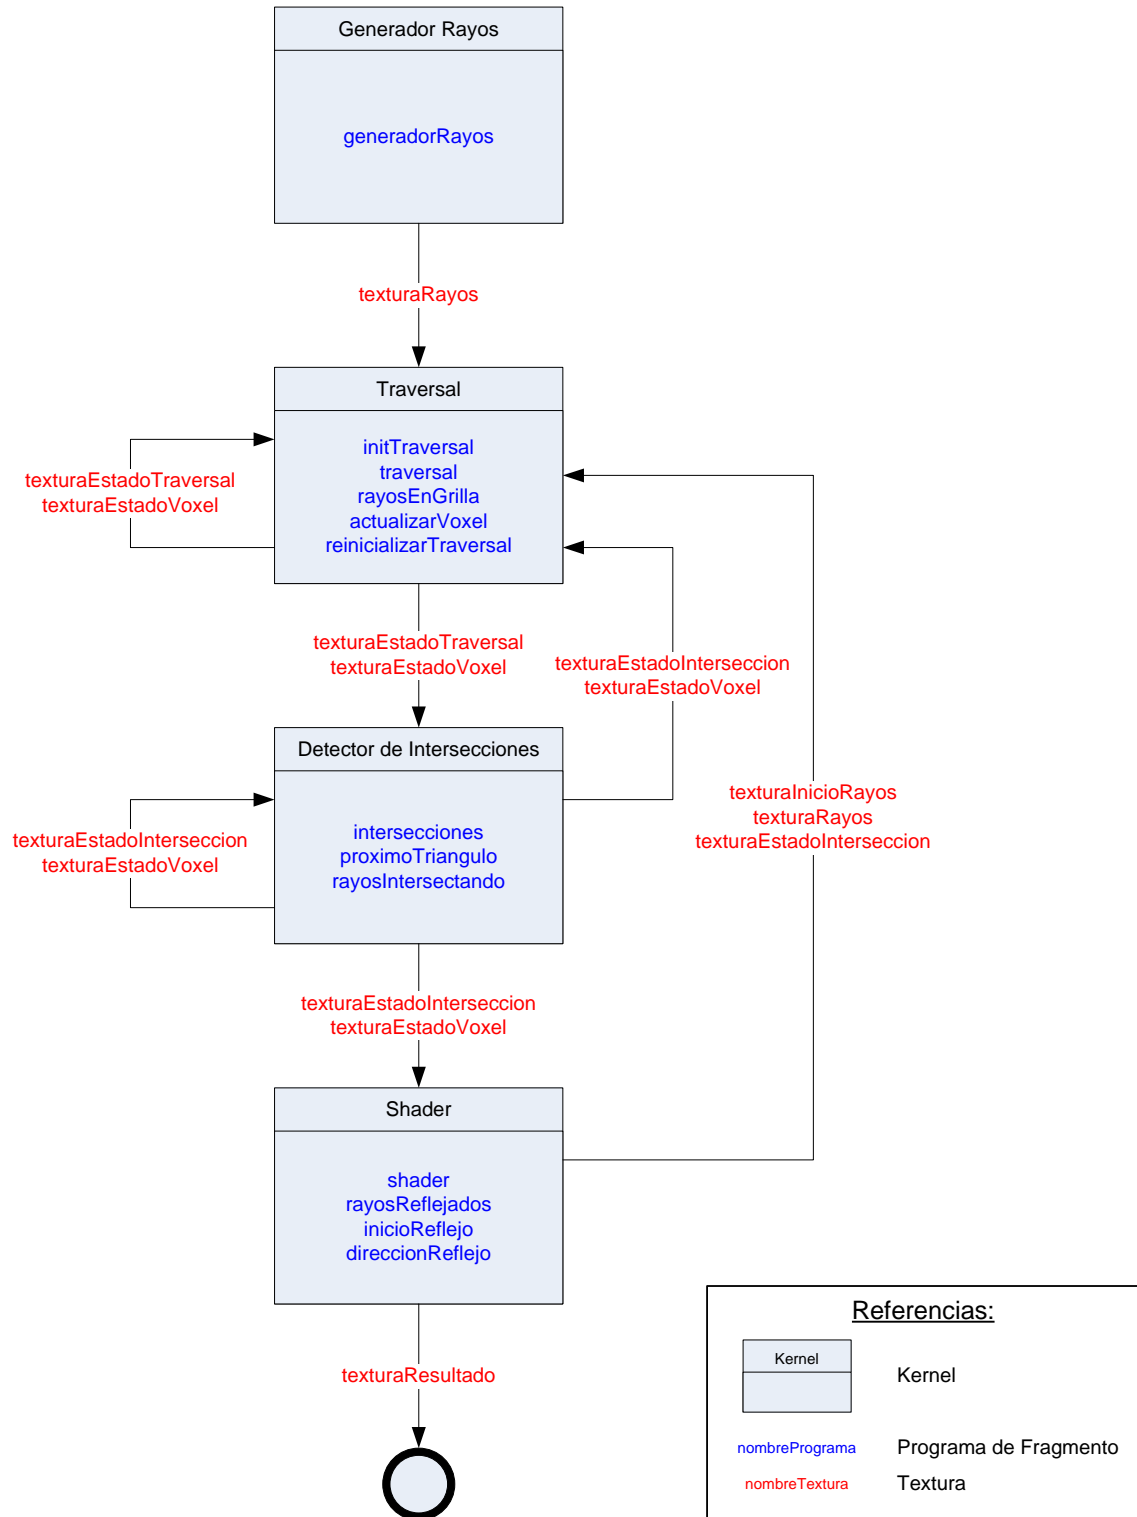 Generador Rayos
generadorRayos
texturaRayos
Traversal
initTraversal
traversal
rayosEnGrilla
actualizarVoxel
reinicializarTraversal
texturaEstadoTraversal
texturaEstadoVoxel
texturaEstadoTraversal
texturaEstadoVoxel
texturaEstadoInterseccion
texturaEstadoVoxel
Detector de Intersecciones
intersecciones
proximoTriangulo
rayosIntersectando
texturaEstadoInterseccion
texturaEstadoVoxel
texturaInicioRayos
texturaRayos
texturaEstadoInterseccion
texturaEstadoInterseccion
texturaEstadoVoxel
Shader
shader
rayosReflejados
inicioReflejo
direccionReflejo
texturaResultado
Referencias:
Kernel
Kernel
nombrePrograma
Programa de Fragmento
nombreTextura
Textura